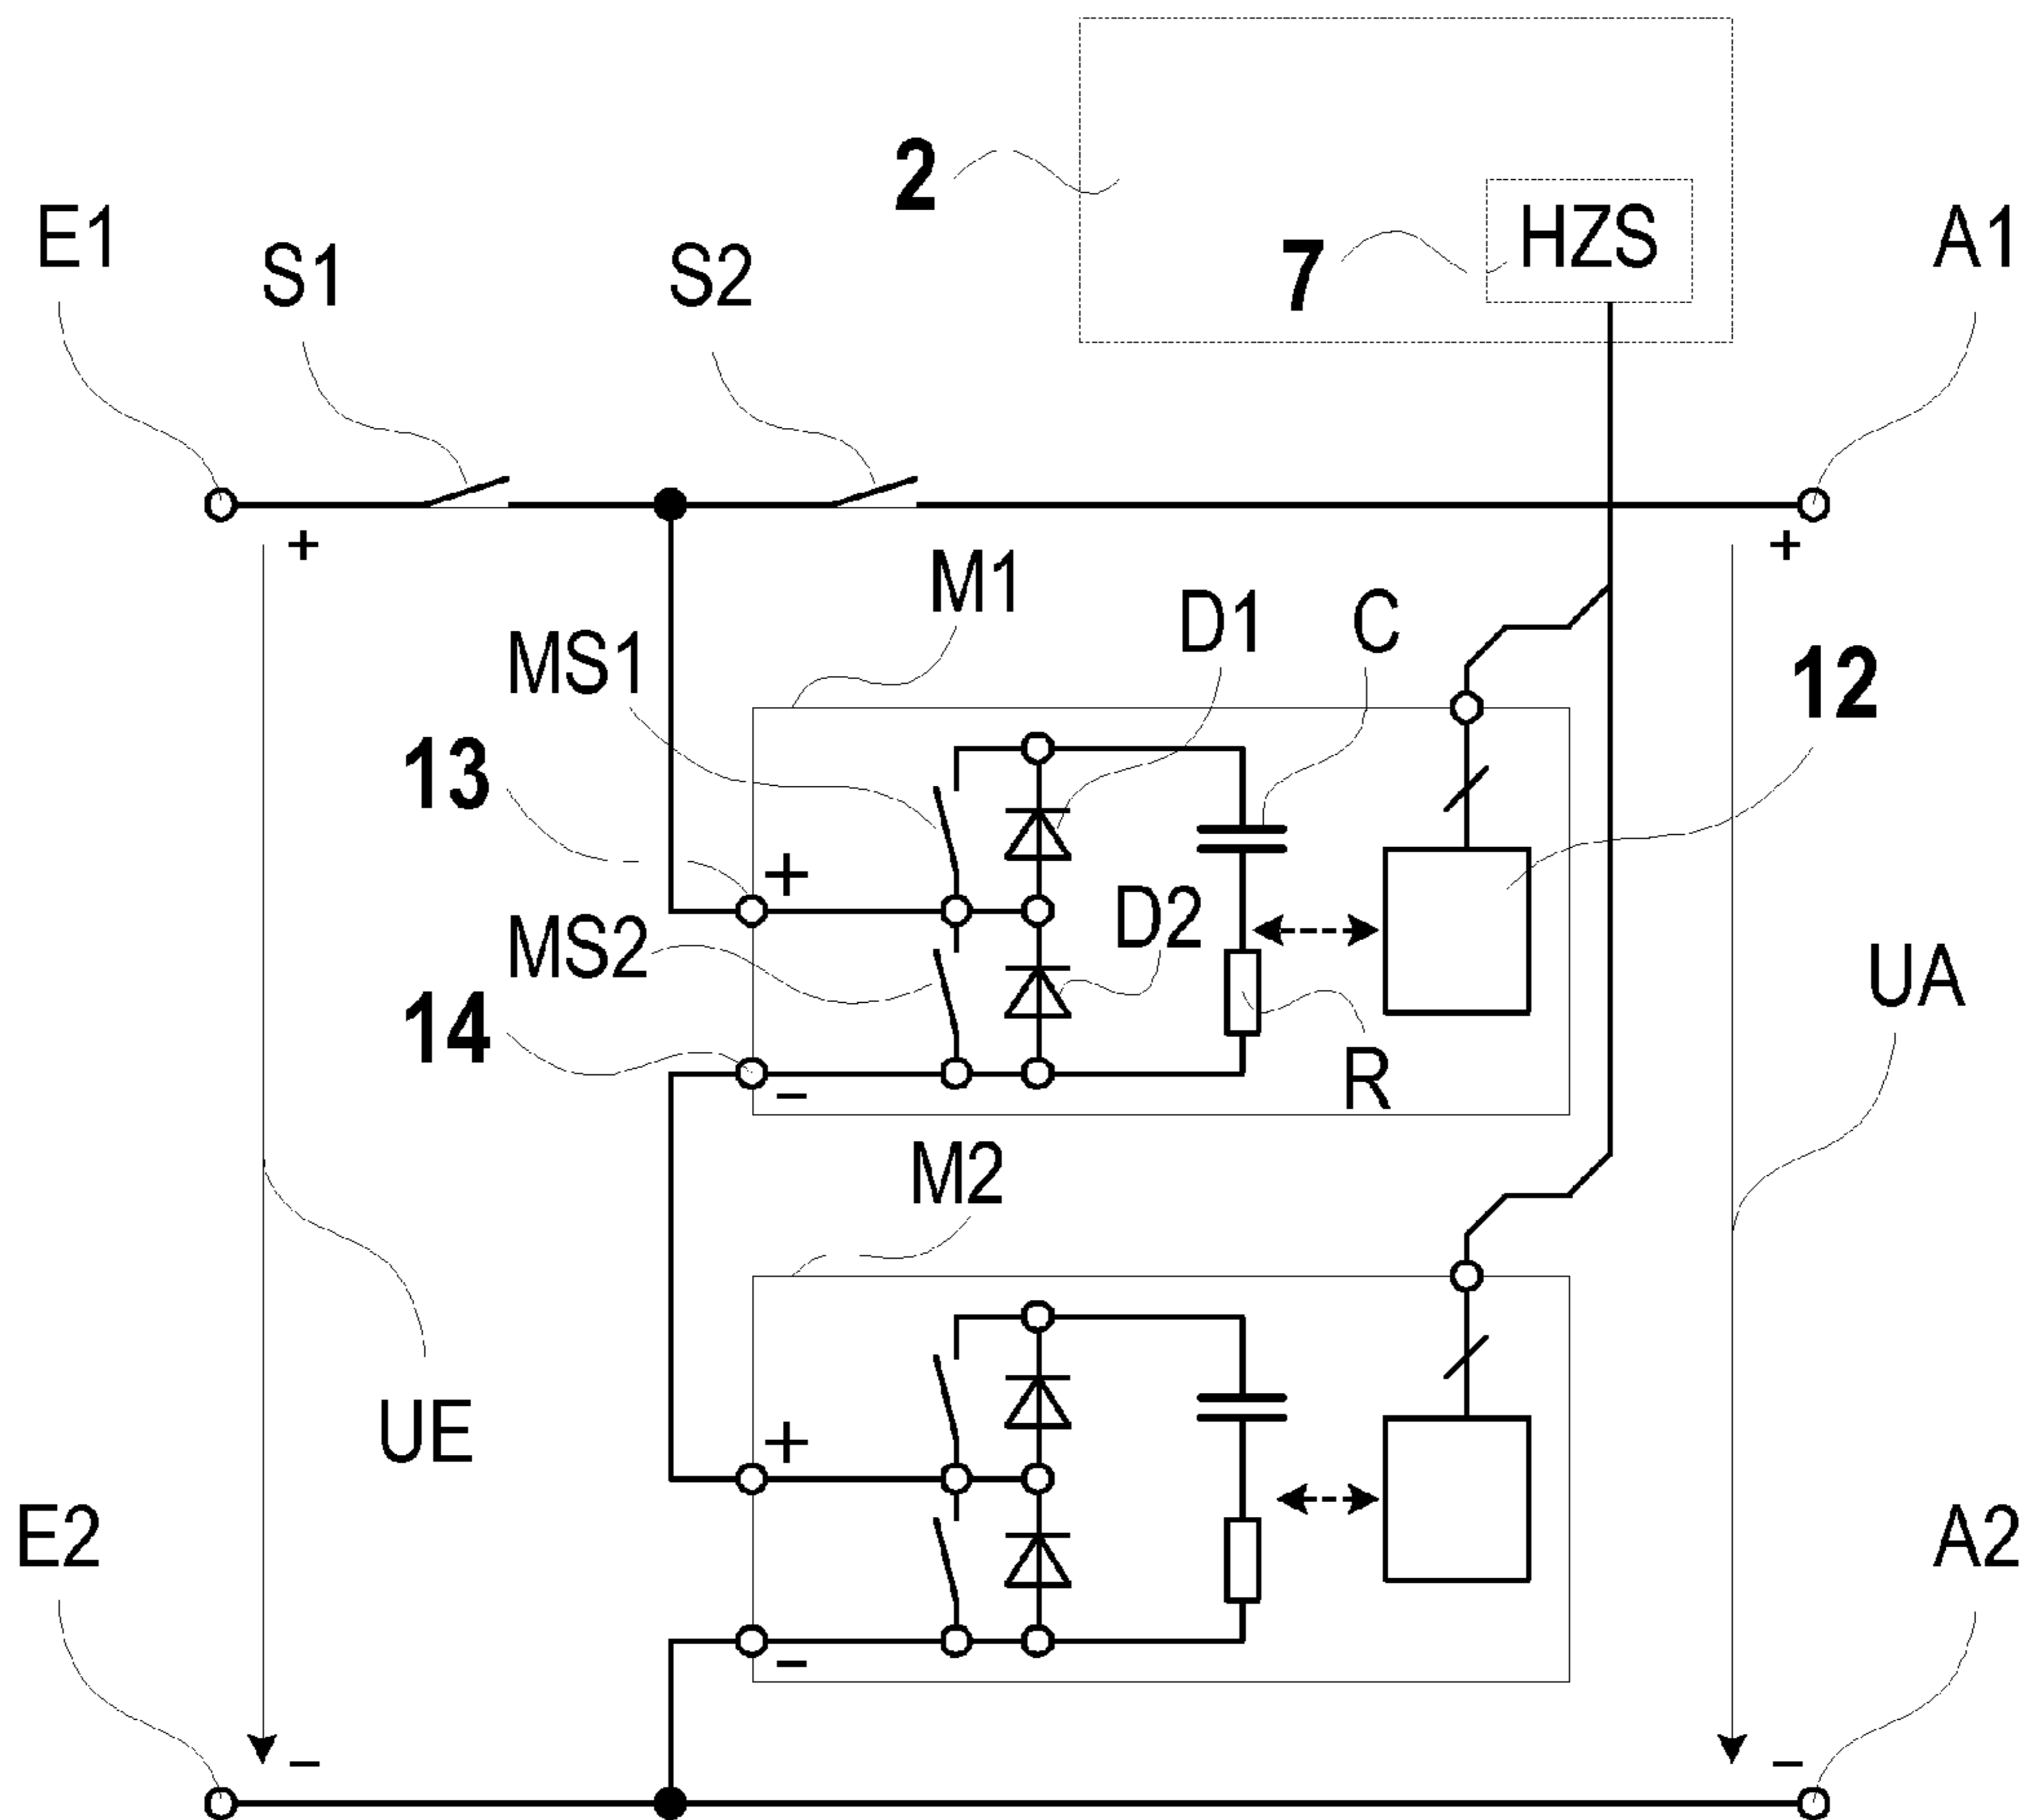 2
E1
S1
S2
7
HZS
A1
+
+
M1
D1
C
MS1
12
13
+
D2
MS2
UA
14
R
–
M2
UE
+
E2
A2
–
–
–